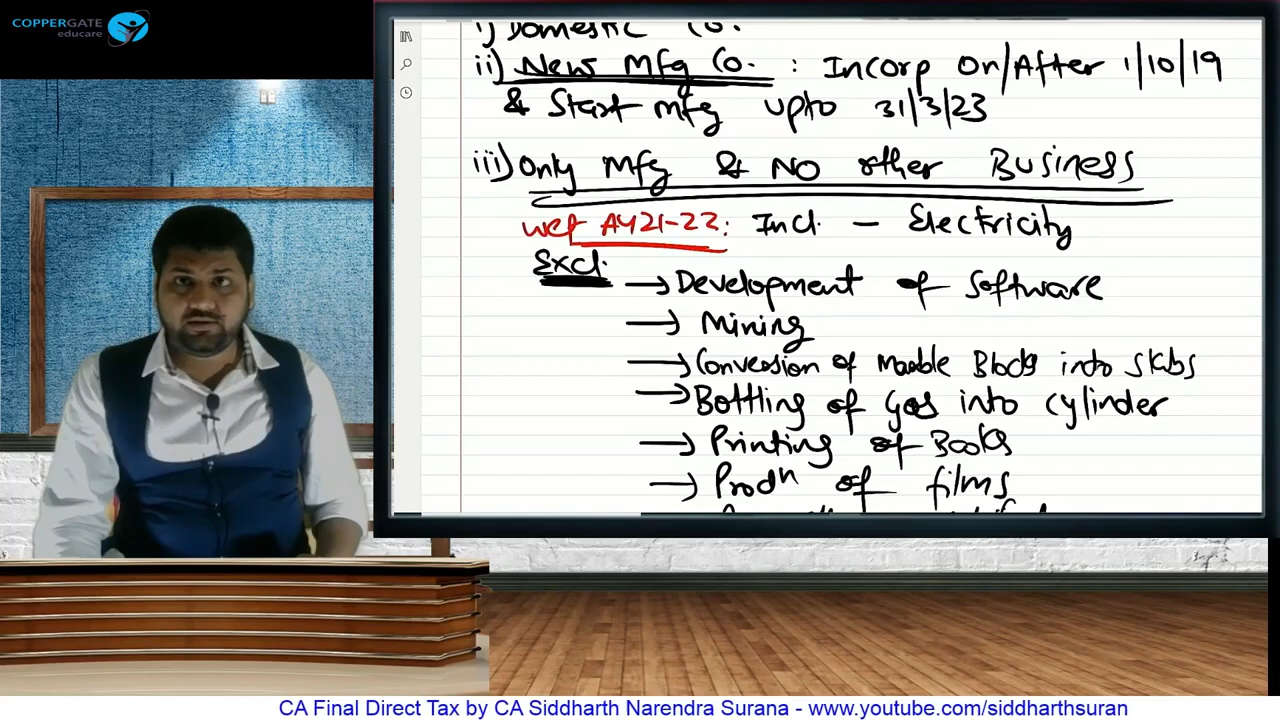 COPPERGATE
educare
i) Domestic Co.
ii) New Mfg Co. : Incorp On/After 1/10/19
& Start mfg upto 31/3/23
iii) Only Mfg & NO other Business
wef AY21-22: Incl. — Electricity
Excl.
→ Development of Software
→ Mining
→ Conversion of Marble Blocks into Slabs
→ Bottling of Gas into cylinder
→ Printing of Books
→ Prodn of films
CA Final Direct Tax by CA Siddharth Narendra Surana - www.youtube.com/siddharthsuran